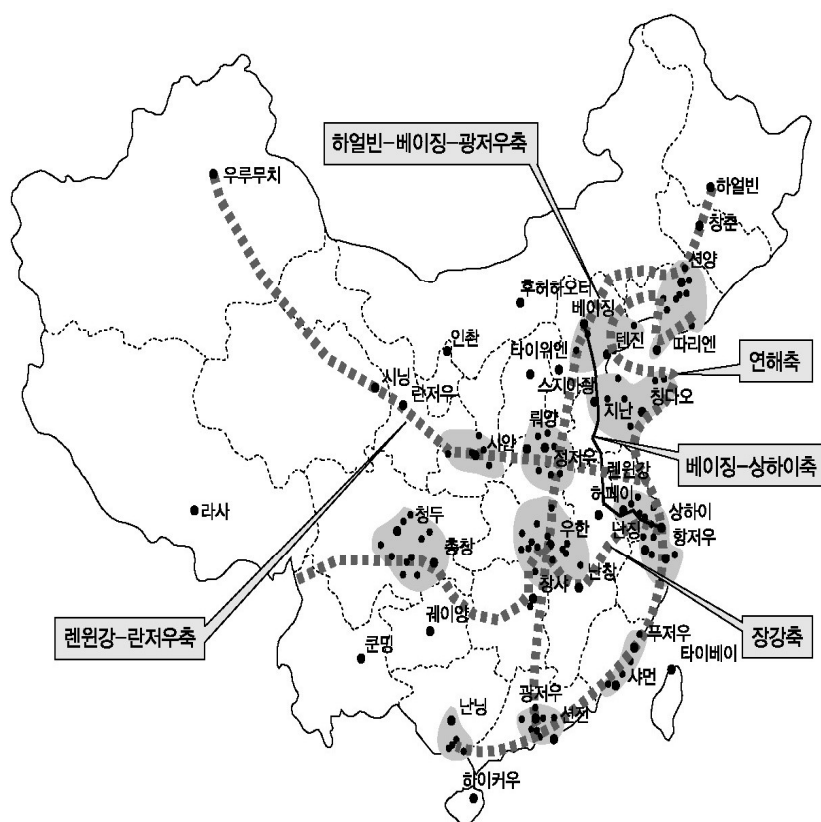 하얼빈-베이징-광저우축
우루무치
하얼빈
창춘
션양
후허하오터
베이징
인촨
타이위엔
텐진
따리엔
스지아좡
연해축
시닝
란저우
지난
칭다오
뤄양
시안
정저우
렌윈강
베이징-상하이축
허페이
라사
청두
우한
난징
상하이
항저우
충칭
창사
난창
렌윈강-란저우축
궤이양
장강축
쿤밍
푸저우
타이베이
샤먼
난닝
광저우
선전
하이커우